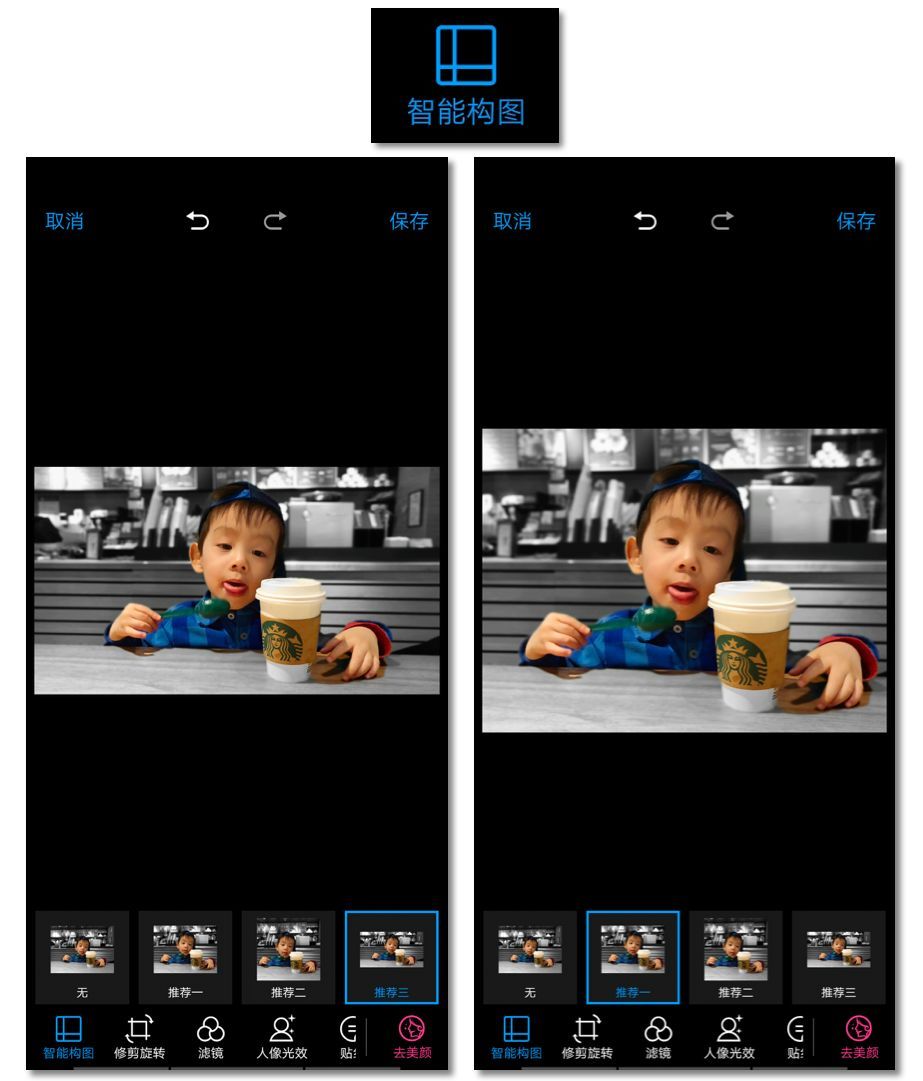 智能构图
取消 保存
无 推荐一 推荐二 推荐三
智能构图 修剪旋转 滤镜 人像光效 贴 去美颜
取消 保存
无 推荐一 推荐二 推荐三
智能构图 修剪旋转 滤镜 人像光效 贴 去美颜